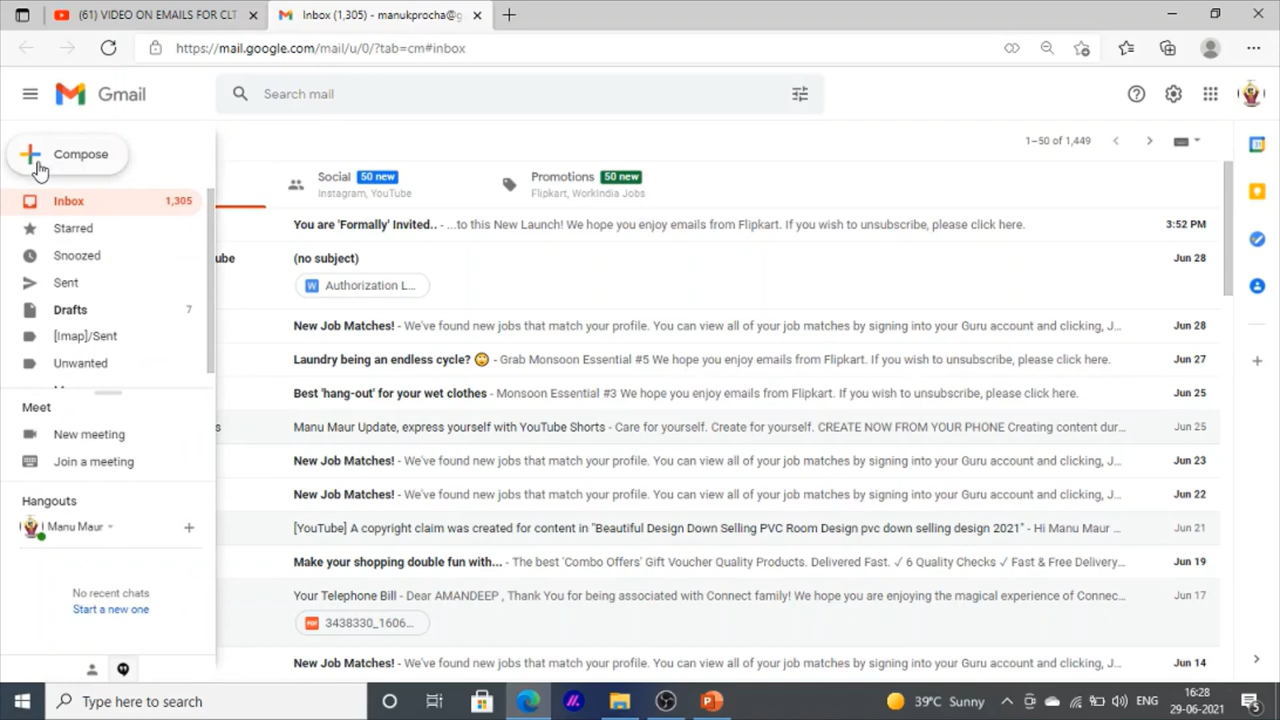 (61) VIDEO ON EMAILS FOR CLT
Inbox (1,305) - manukprocha@g
https://mail.google.com/mail/u/0/?tab=cm#inbox
Gmail
Search mail
Compose
1–50 of 1,449
Social 50 new
Instagram, YouTube
Promotions 50 new
Flipkart, WorkIndia Jobs
Inbox 1,305
Starred
Snoozed
Sent
Drafts 7
[Imap]/Sent
Unwanted
Meet
New meeting
Join a meeting
Hangouts
Manu Maur
No recent chats
Start a new one
You are 'Formally' Invited.. - ...to this New Launch! We hope you enjoy emails from Flipkart. If you wish to unsubscribe, please click here. 3:52 PM
ube (no subject) Jun 28
W Authorization L...
New Job Matches! - We've found new jobs that match your profile. You can view all of your job matches by signing into your Guru account and clicking, J... Jun 28
Laundry being an endless cycle? - Grab Monsoon Essential #5 We hope you enjoy emails from Flipkart. If you wish to unsubscribe, please click here. Jun 27
Best 'hang-out' for your wet clothes - Monsoon Essential #3 We hope you enjoy emails from Flipkart. If you wish to unsubscribe, please click here. Jun 25
s Manu Maur Update, express yourself with YouTube Shorts - Care for yourself. Create for yourself. CREATE NOW FROM YOUR PHONE Creating content dur... Jun 25
New Job Matches! - We've found new jobs that match your profile. You can view all of your job matches by signing into your Guru account and clicking, J... Jun 23
New Job Matches! - We've found new jobs that match your profile. You can view all of your job matches by signing into your Guru account and clicking, J... Jun 22
[YouTube] A copyright claim was created for content in "Beautiful Design Down Selling PVC Room Design pvc down selling design 2021" - Hi Manu Maur ... Jun 21
Make your shopping double fun with... - The best 'Combo Offers' Gift Voucher Quality Products. Delivered Fast. ✓ 6 Quality Checks ✓ Fast & Free Delivery... Jun 19
Your Telephone Bill - Dear AMANDEEP , Thank You for being associated with Connect family! We hope you are enjoying the magical experience of Connec... Jun 17
PDF 3438330_1606...
New Job Matches! - We've found new jobs that match your profile. You can view all of your job matches by signing into your Guru account and clicking, J... Jun 14
Type here to search
39°C Sunny
ENG
16:28
29-06-2021
5